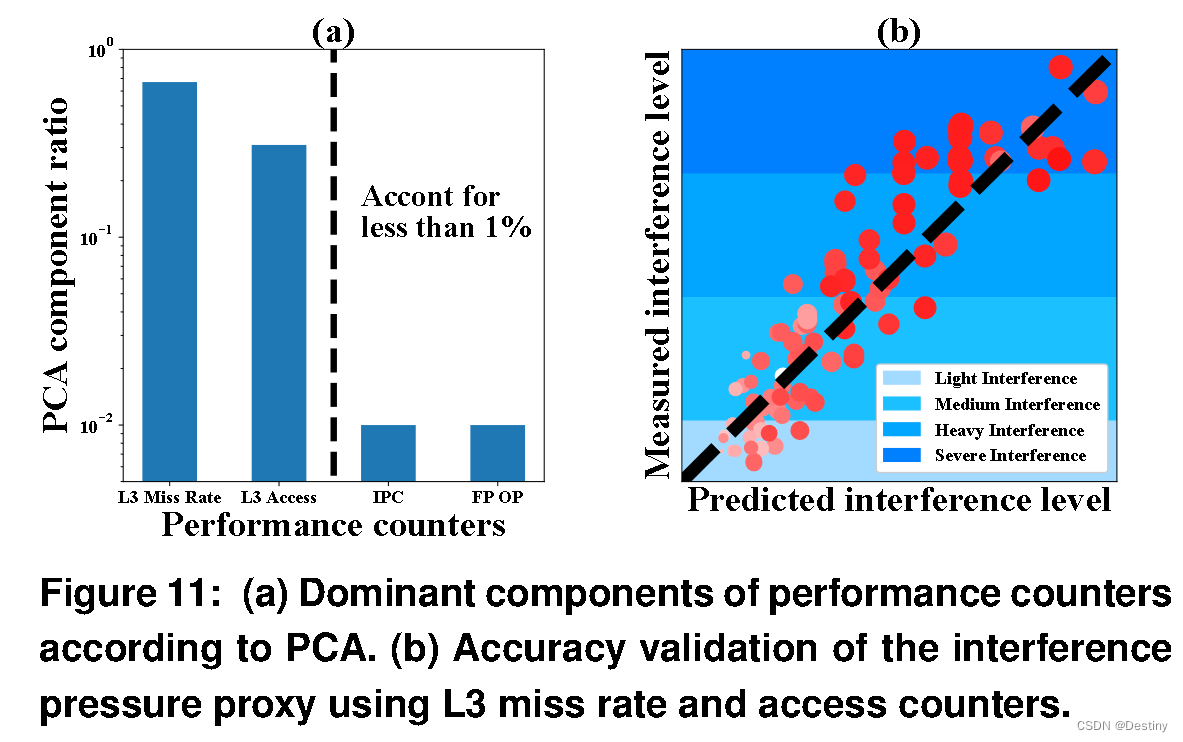 (a)
10^0
10^-1
10^-2
PCA component ratio
Accont for
less than 1%
L3 Miss Rate
L3 Access
IPC
FP OP
Performance counters
(b)
Measured interference level
Light Interference
Medium Interference
Heavy Interference
Severe Interference
Predicted interference level
Figure 11: (a) Dominant components of performance counters
according to PCA. (b) Accuracy validation of the interference
pressure proxy using L3 miss rate and access counters.
CSDN @Destiny